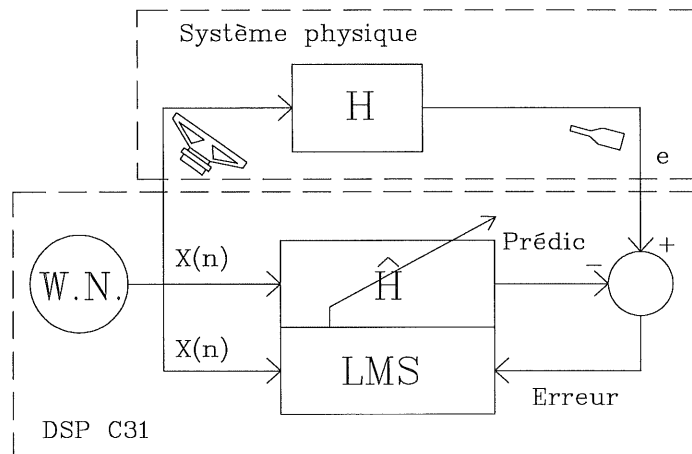 Système physique
H
e
W.N.
X(n)
Ĥ
Prédic
+
−
X(n)
LMS
Erreur
DSP C31